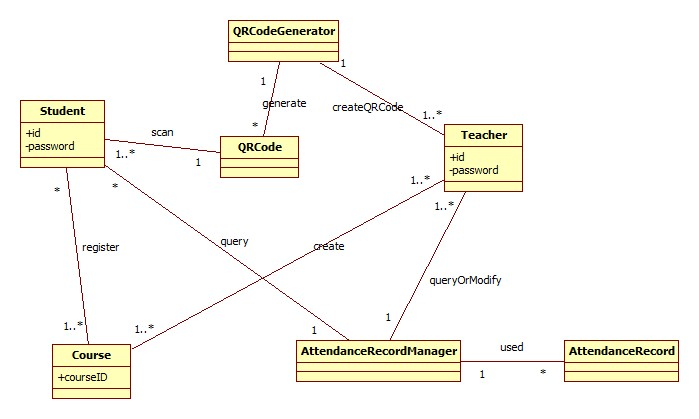 QRCodeGenerator
1
1
generate
createQRCode
*
1..*
Student
+id
-password
scan
1..*
1
QRCode
Teacher
+id
-password
*
*
1..*
1..*
register
query
create
queryOrModify
1..*
1..*
1
1
Course
+courseID
AttendanceRecordManager
used
1
*
AttendanceRecord